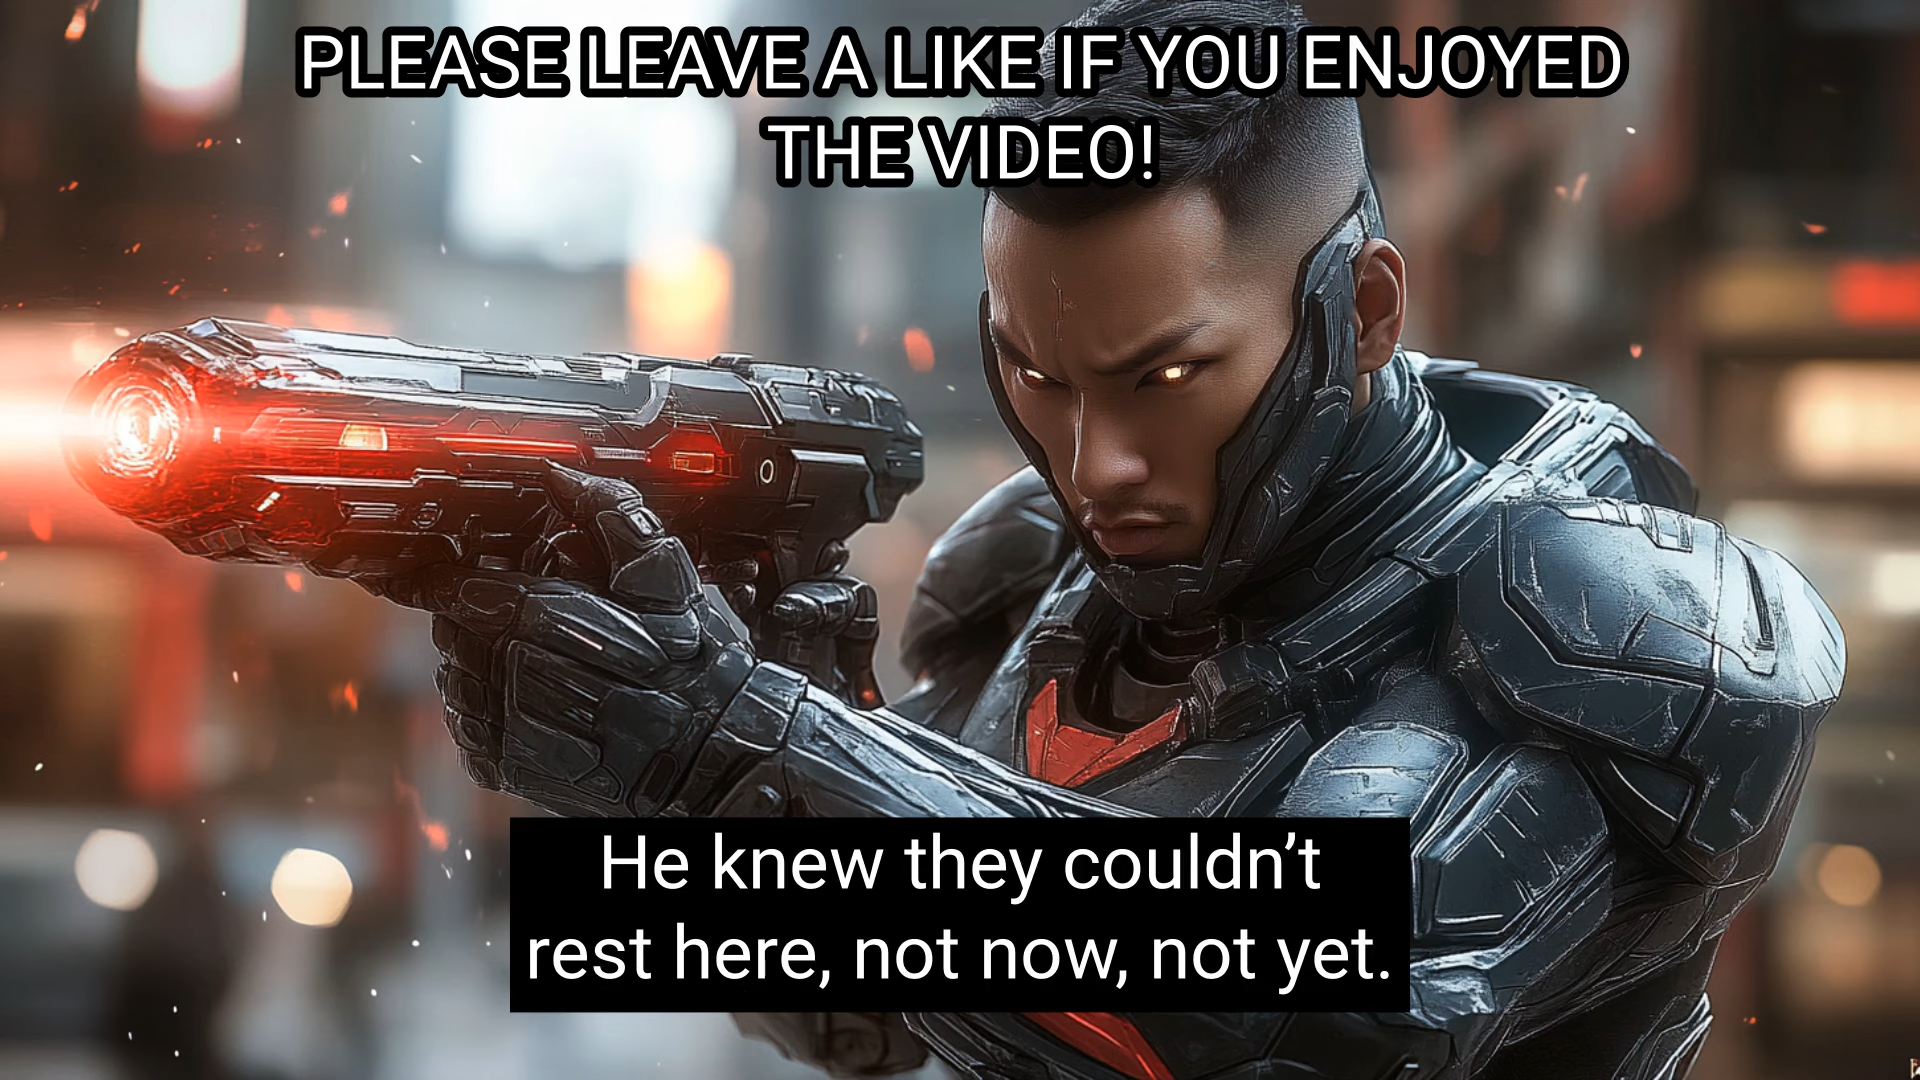 PLEASE LEAVE A LIKE IF YOU ENJOYED
THE VIDEO!
He knew they couldn’t
rest here, not now, not yet.